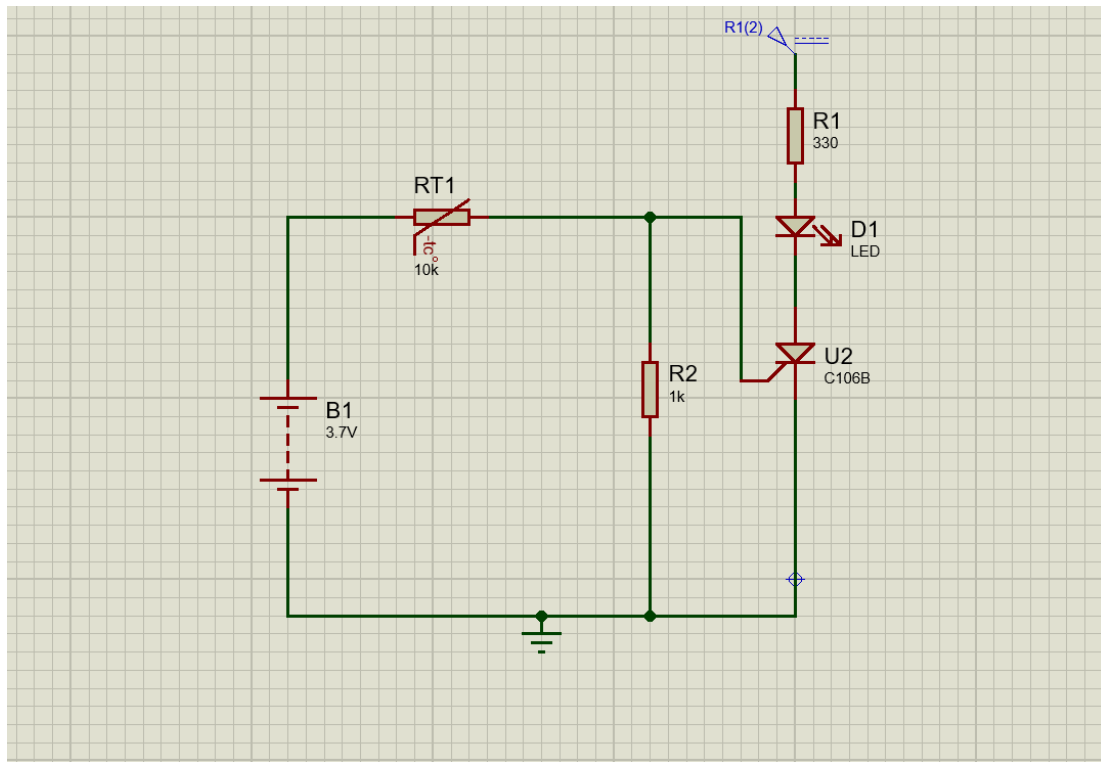 R1(2)
R1
330
RT1
-tc°
10k
D1
LED
U2
C106B
R2
1k
B1
3.7V